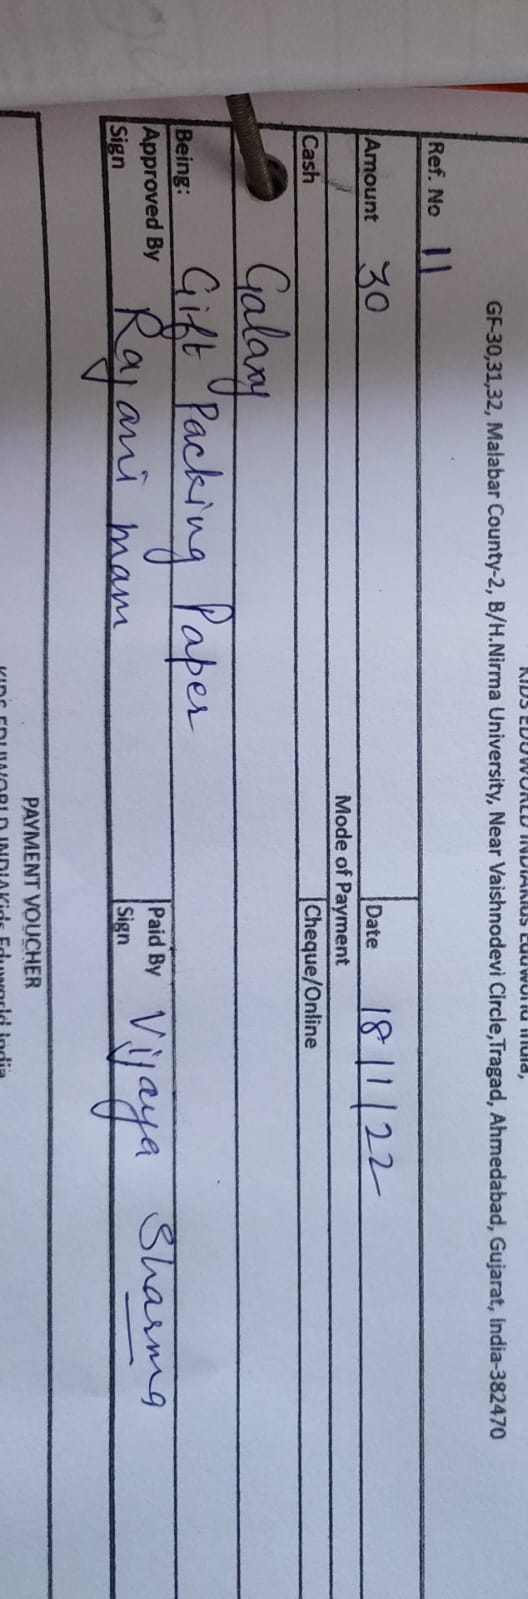 KIDS EDUWORLD INDIAKids Eduworld India,
GF-30,31,32, Malabar County-2, B/H.Nirma University, Near Vaishnodevi Circle,Tragad, Ahmedabad, Gujarat, India-382470
Ref. No 11
Amount 30 Date 18/1/22
Mode of Payment
Cash Cheque/Online
Galaxy
Being: Gift Packing Paper
Approved By Sign Rajani mam Paid By Sign Vijaya Sharma
PAYMENT VOUCHER
KIDS EDUWORLD INDIAKids Eduworld India